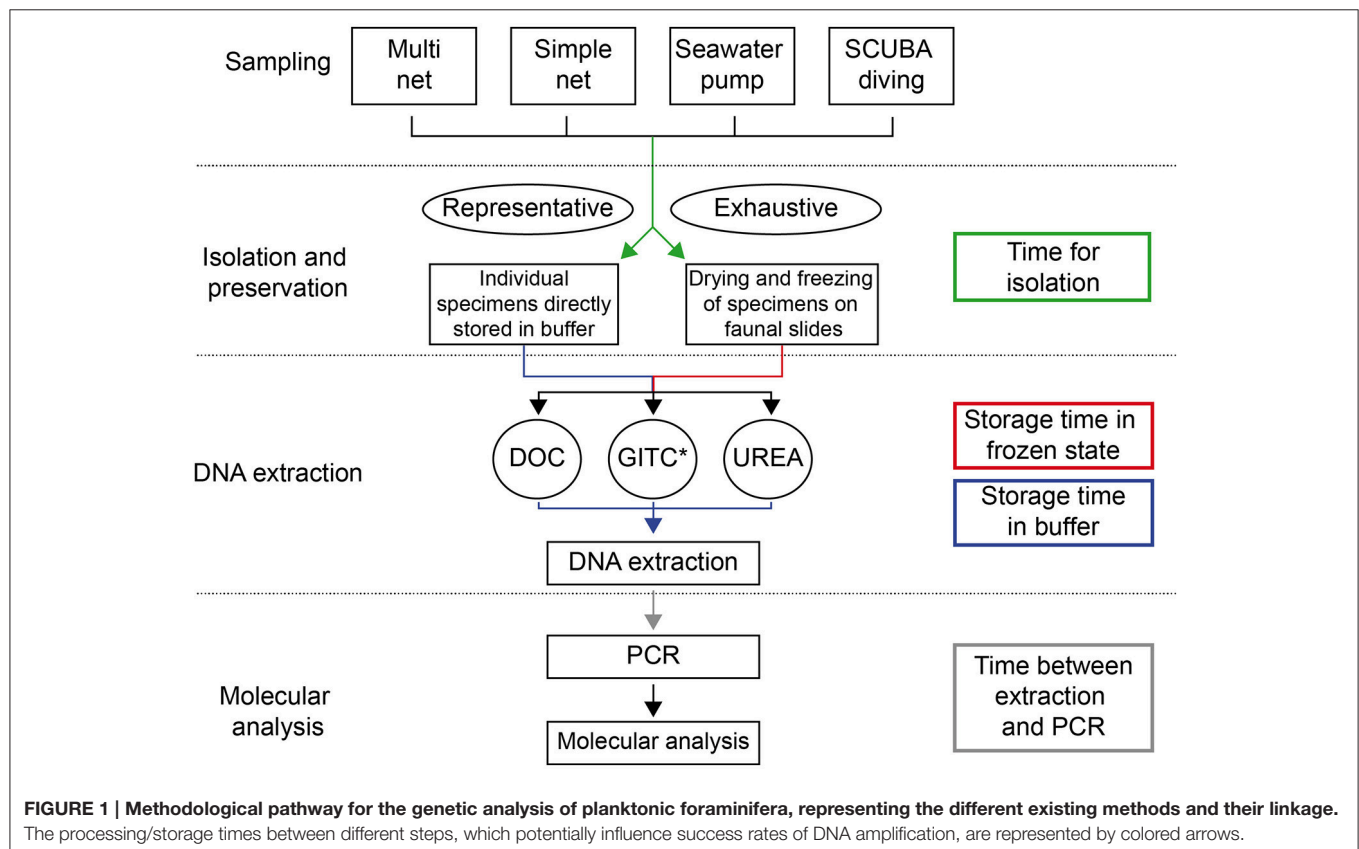 Sampling
Multi
net
Simple
net
Seawater
pump
SCUBA
diving
Isolation and
preservation
Representative
Exhaustive
Individual
specimens directly
stored in buffer
Drying and freezing
of specimens on
faunal slides
Time for
isolation
DNA extraction
DOC
GITC*
UREA
DNA extraction
Storage time in
frozen state
Storage time
in buffer
Molecular
analysis
PCR
Molecular analysis
Time between
extraction
and PCR
FIGURE 1 | Methodological pathway for the genetic analysis of planktonic foraminifera, representing the different existing methods and their linkage.
The processing/storage times between different steps, which potentially influence success rates of DNA amplification, are represented by colored arrows.